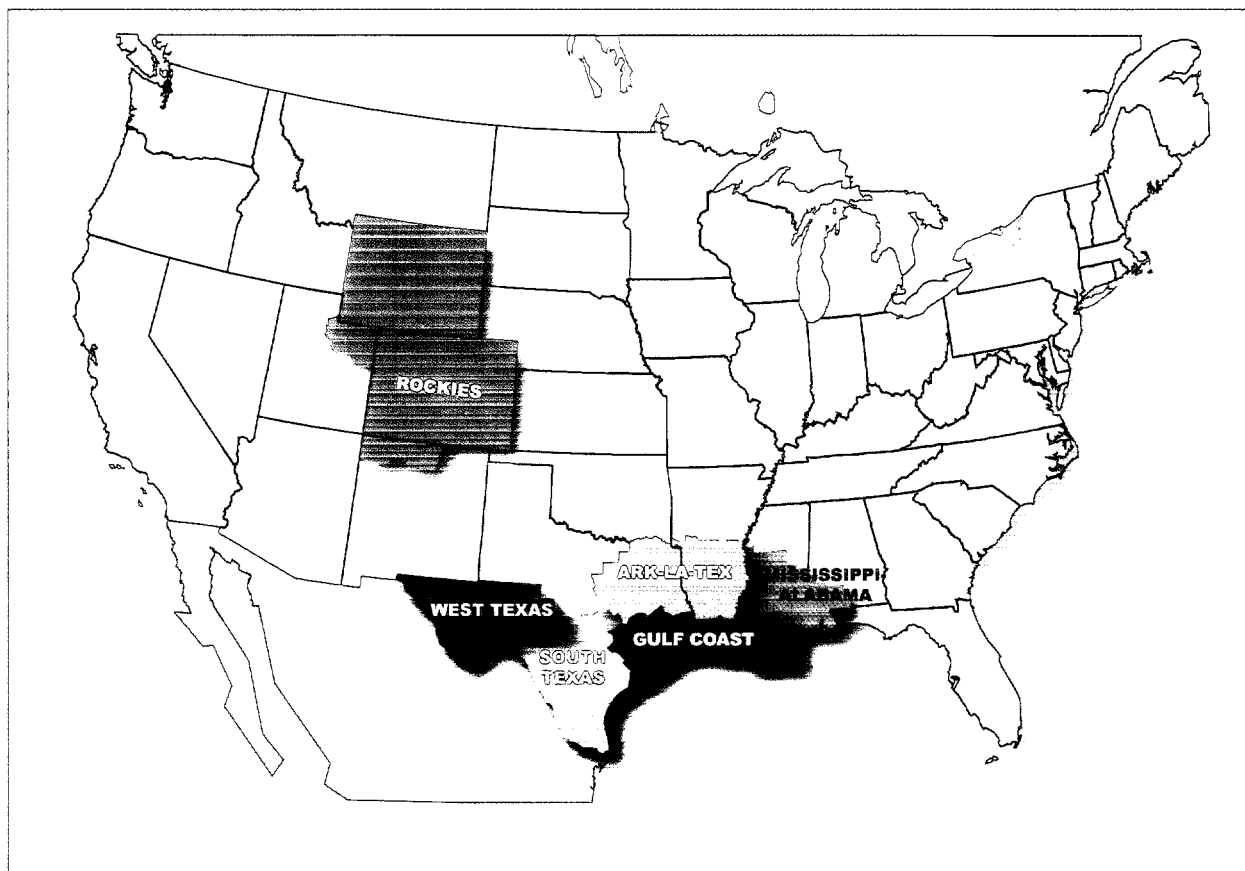 ROCKIES
ARK-LA-TEX
MISSISSIPPI-
ALABAMA
WEST TEXAS
GULF COAST
SOUTH
TEXAS